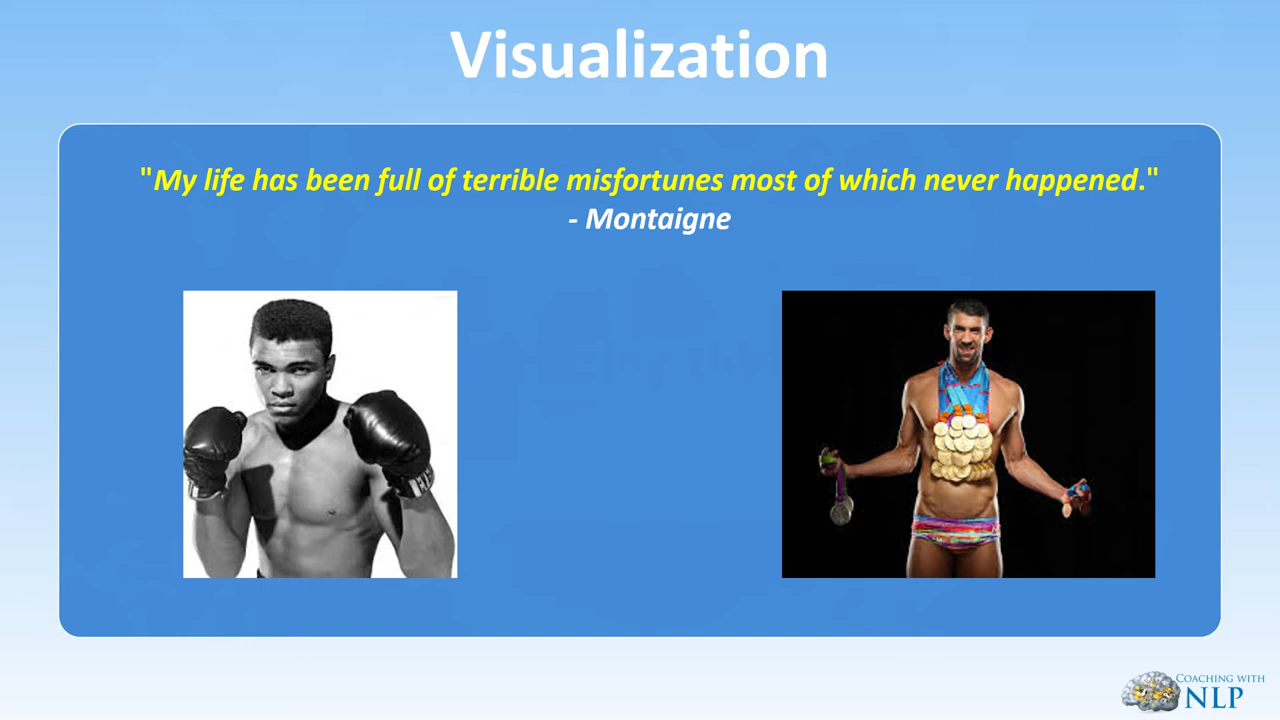 Visualization
"My life has been full of terrible misfortunes most of which never happened."
- Montaigne
COACHING WITH
NLP